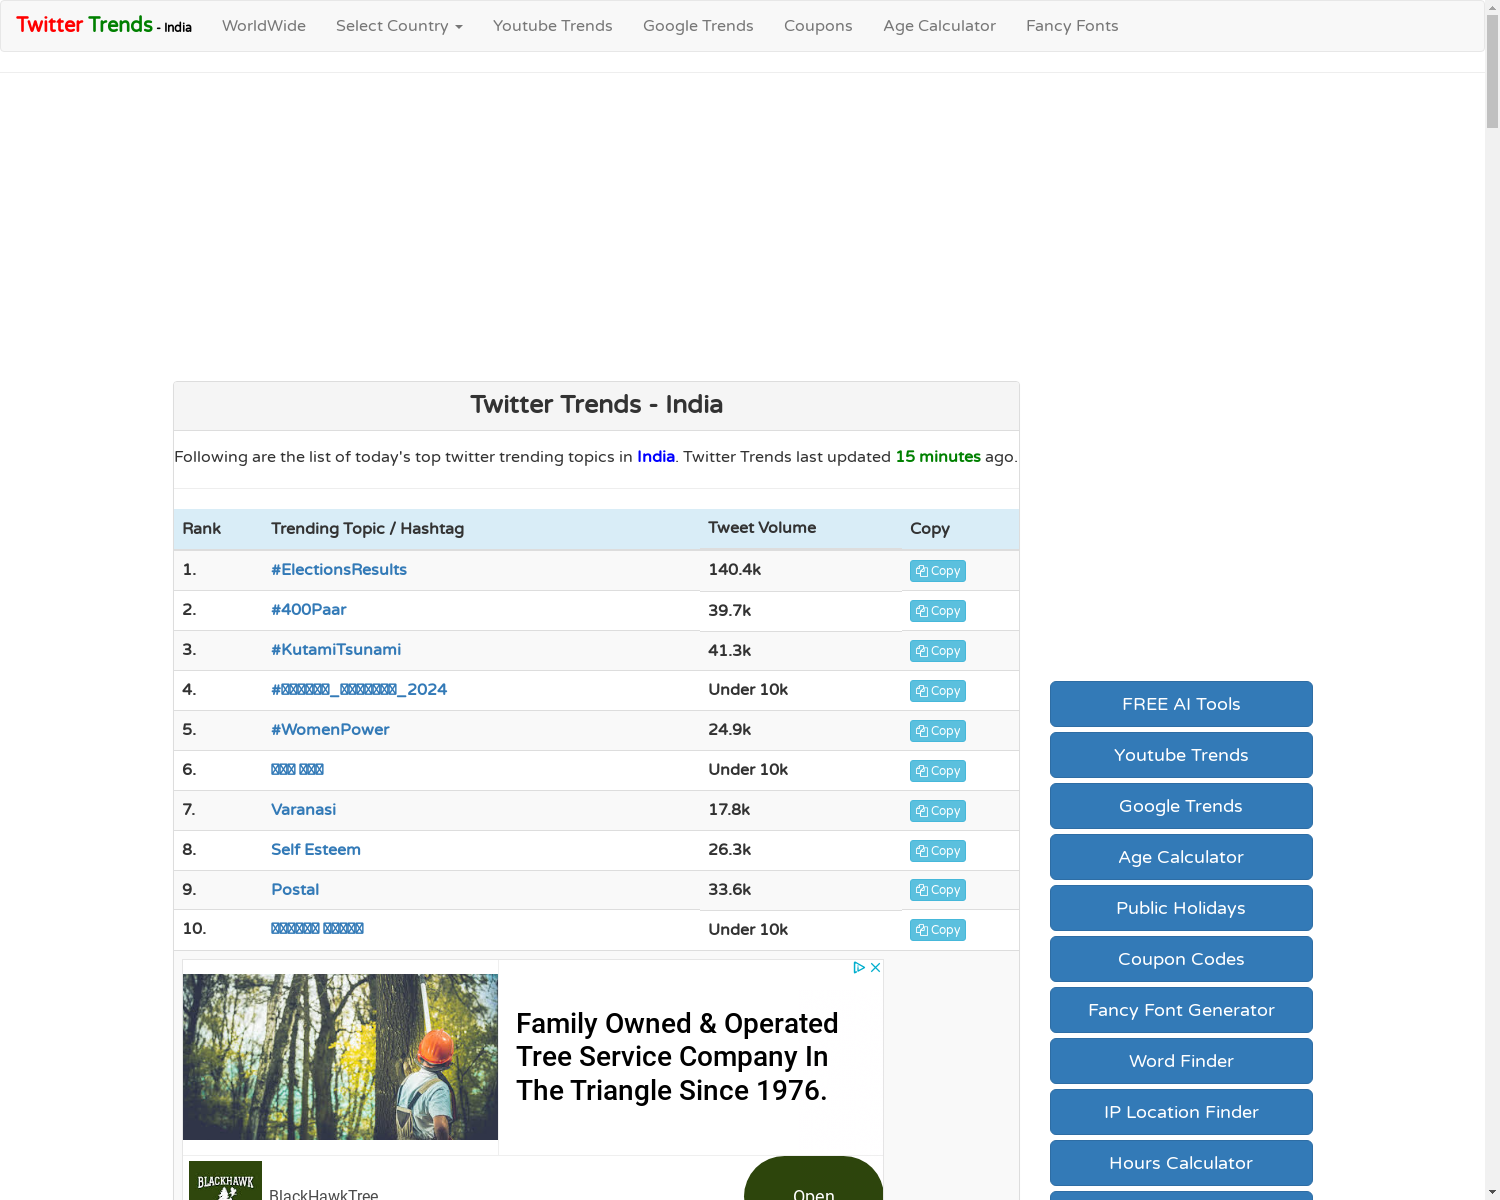 Twitter Trends - India WorldWide Select Country Youtube Trends Google Trends Coupons Age Calculator Fancy Fonts
Twitter Trends - India
Following are the list of today's top twitter trending topics in India. Twitter Trends last updated 15 minutes ago.
Rank Trending Topic / Hashtag Tweet Volume Copy
1. #ElectionsResults 140.4k Copy
2. #400Paar 39.7k Copy
3. #KutamiTsunami 41.3k Copy
4. _2024 Under 10k Copy
5. #WomenPower 24.9k Copy
6. Under 10k Copy
7. Varanasi 17.8k Copy
8. Self Esteem 26.3k Copy
9. Postal 33.6k Copy
10. Under 10k Copy
Family Owned & Operated
Tree Service Company In
The Triangle Since 1976.
BLACKHAWK
BlackHawkTree
Open
FREE AI Tools
Youtube Trends
Google Trends
Age Calculator
Public Holidays
Coupon Codes
Fancy Font Generator
Word Finder
IP Location Finder
Hours Calculator